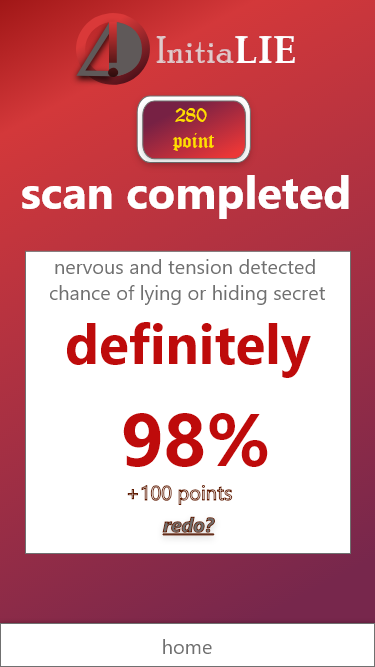 InitiaLIE
280
point
scan completed
nervous and tension detected
chance of lying or hiding secret
definitely
98%
+100 points
redo?
home